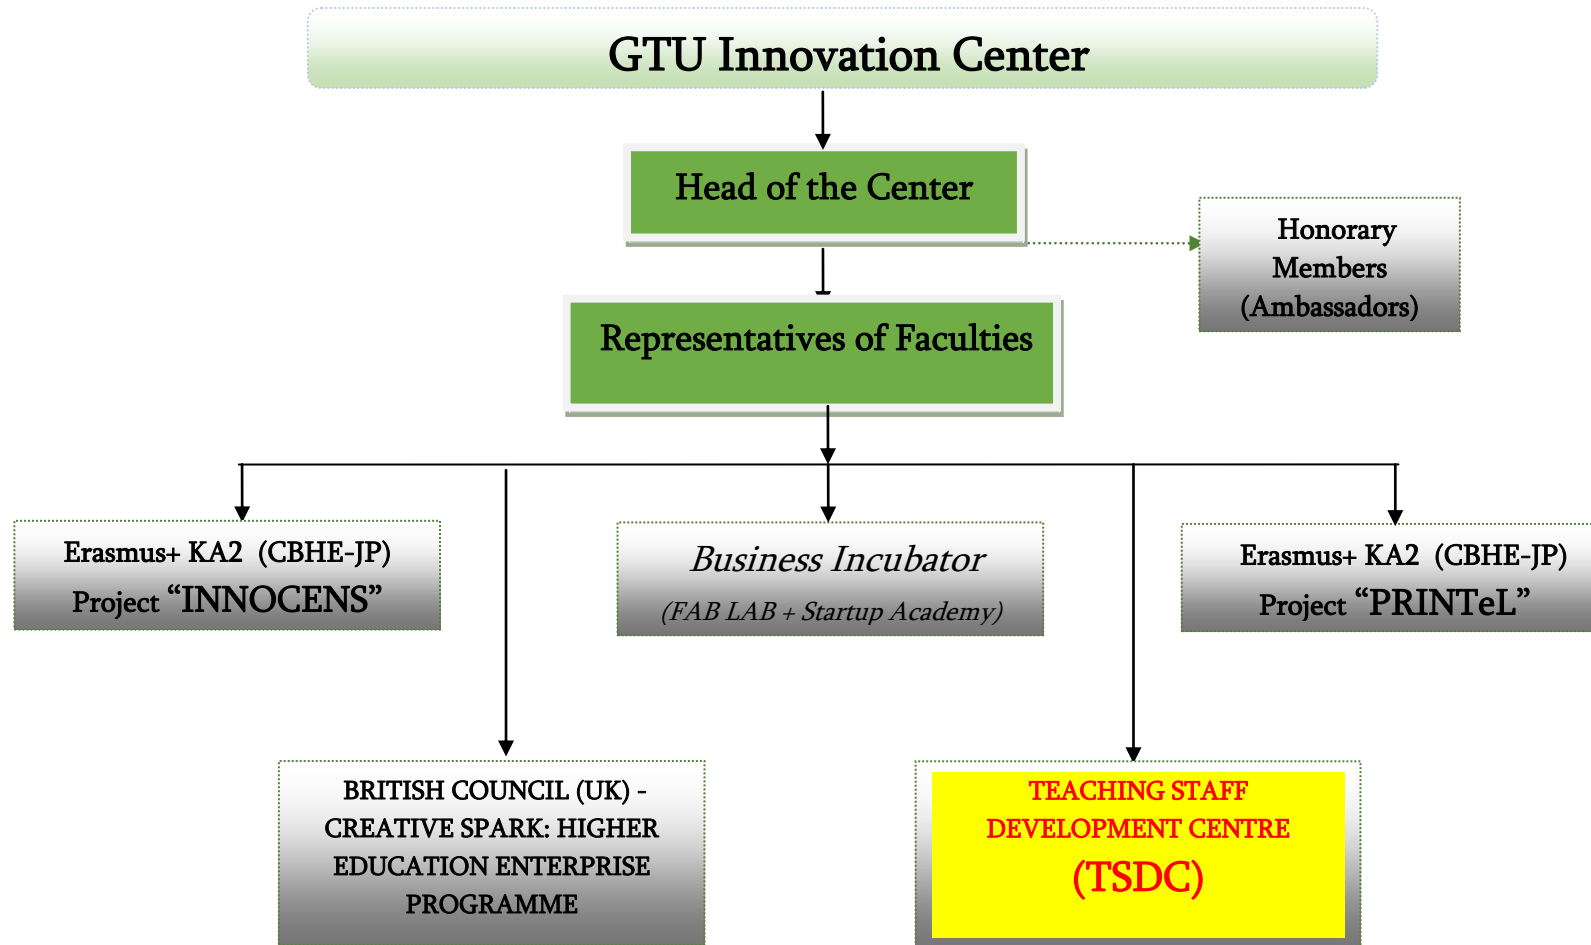 GTU Innovation Center
Head of the Center
Honorary
Members
(Ambassadors)
Representatives of Faculties
Erasmus+ KA2 (CBHE-JP)
Project “INNOCENS”
Business Incubator
(FAB LAB + Startup Academy)
Erasmus+ KA2 (CBHE-JP)
Project “PRINTeL”
BRITISH COUNCIL (UK) -
CREATIVE SPARK: HIGHER
EDUCATION ENTERPRISE
PROGRAMME
TEACHING STAFF
DEVELOPMENT CENTRE
(TSDC)